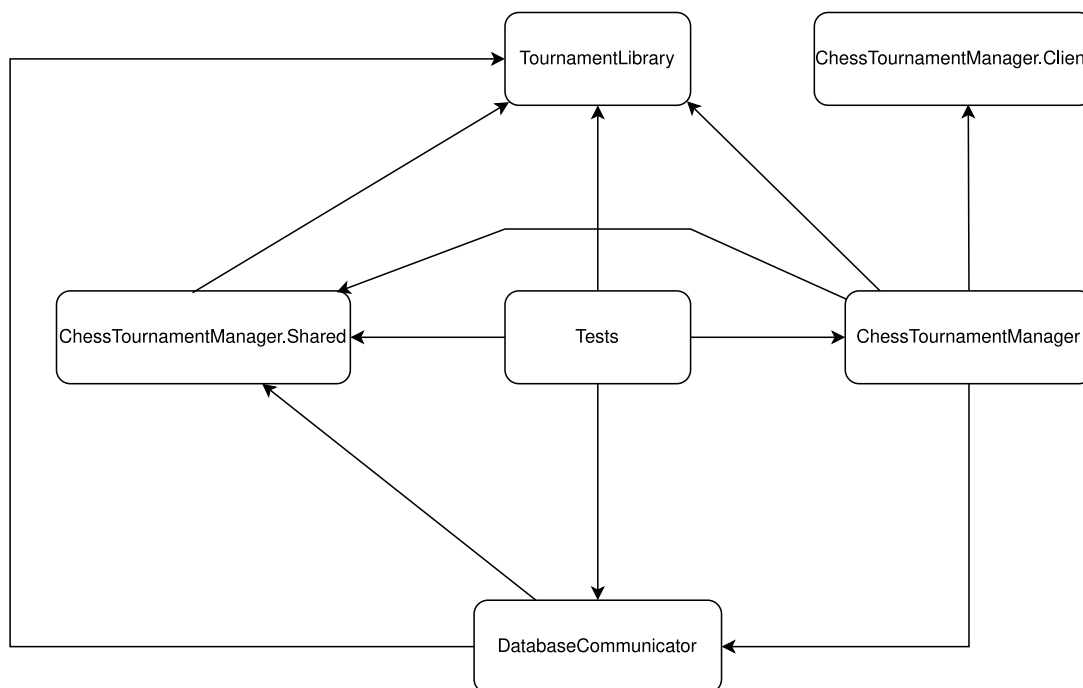 TournamentLibrary
ChessTournamentManager.Clien
ChessTournamentManager.Shared
Tests
ChessTournamentManager
DatabaseCommunicator